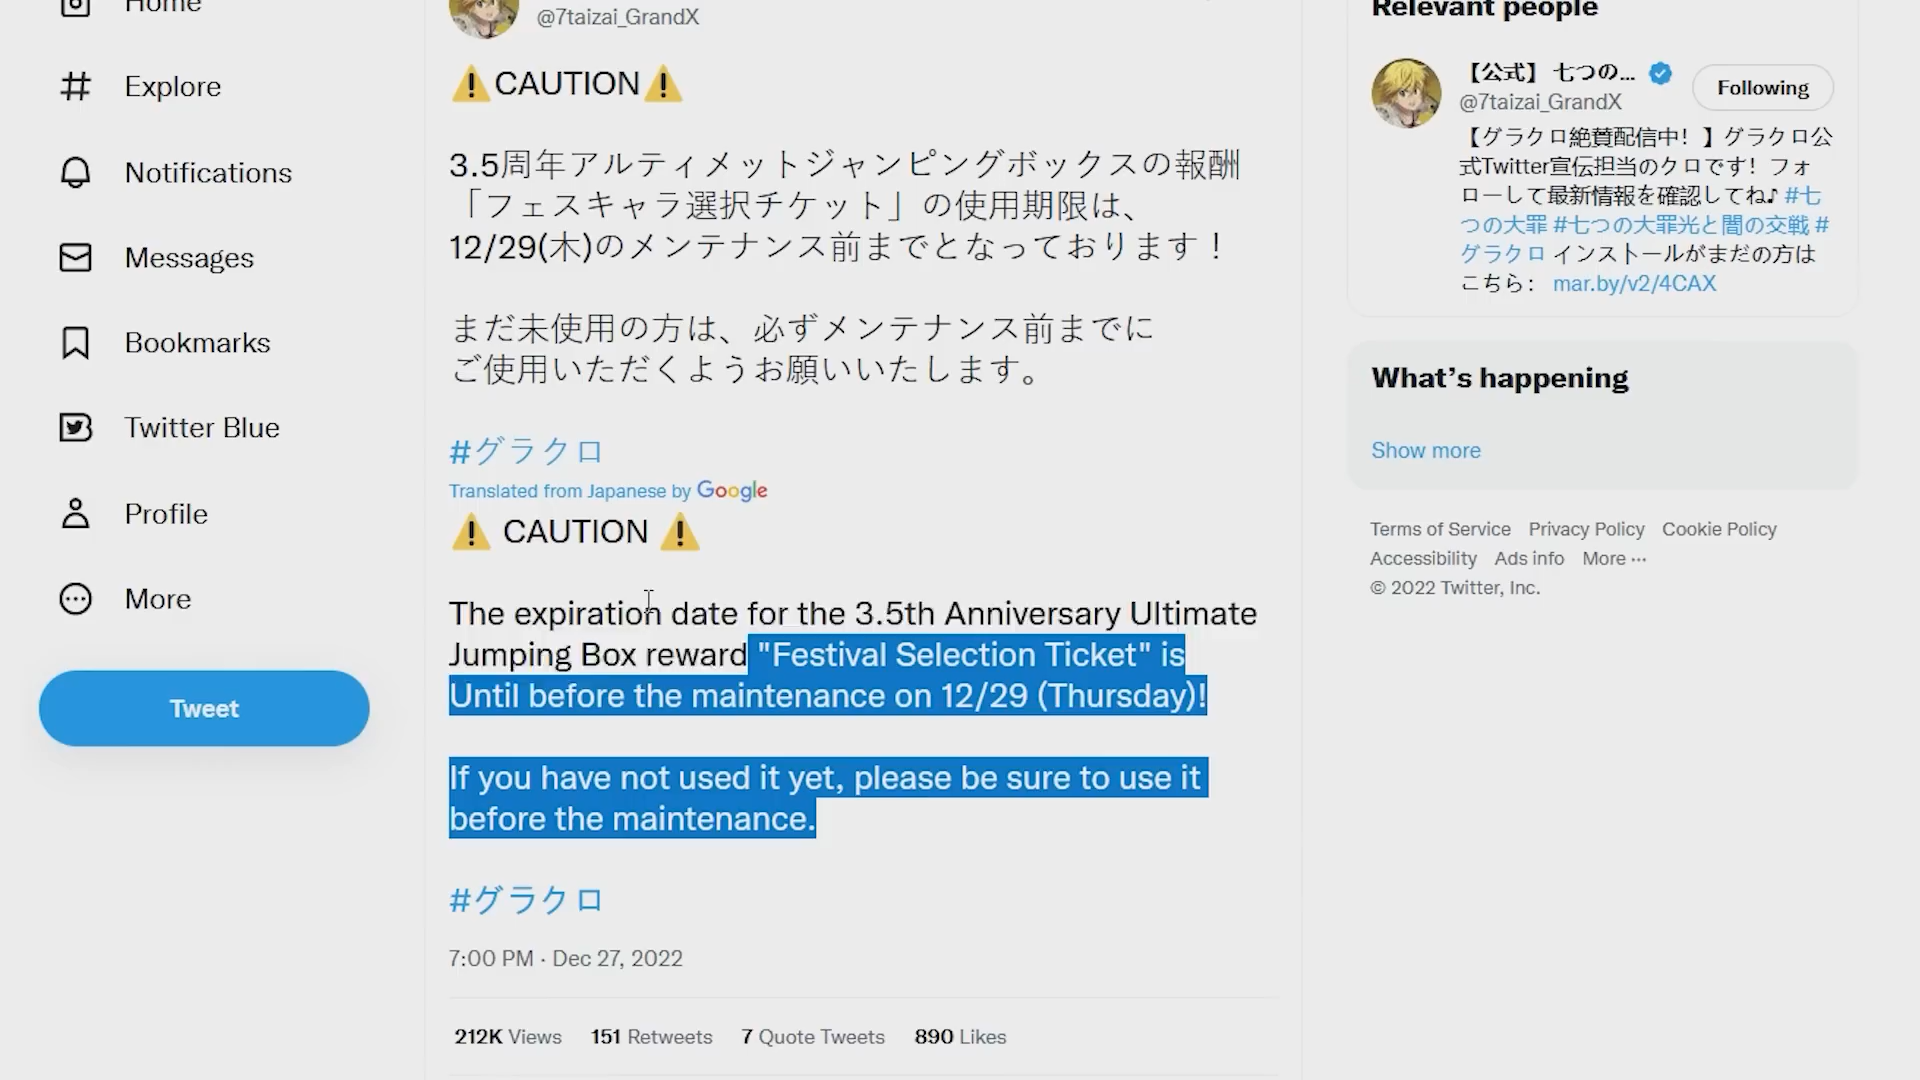 Home
Explore
Notifications
Messages
Bookmarks
Twitter Blue
Profile
More
Tweet
@7taizai_GrandX
⚠️CAUTION⚠️
3.5周年アルティメットジャンピングボックスの報酬
「フェスキャラ選択チケット」の使用期限は、
12/29(木)のメンテナンス前までとなっております！
まだ未使用の方は、必ずメンテナンス前までに
ご使用いただくようお願いいたします。
#グラクロ
Translated from Japanese by Google
⚠️ CAUTION ⚠️
The expiration date for the 3.5th Anniversary Ultimate
Jumping Box reward "Festival Selection Ticket" is
Until before the maintenance on 12/29 (Thursday)!
If you have not used it yet, please be sure to use it
before the maintenance.
#グラクロ
7:00 PM · Dec 27, 2022
212K Views 151 Retweets 7 Quote Tweets 890 Likes
Relevant people
【公式】七つの...
Following
@7taizai_GrandX
【グラクロ絶賛配信中！】グラクロ公
式Twitter宣伝担当のクロです！フォ
ローして最新情報を確認してね♪ #七
つの大罪 #七つの大罪光と闇の交戦 #
グラクロ インストールがまだの方は
こちら： mar.by/v2/4CAX
What's happening
Show more
Terms of Service Privacy Policy Cookie Policy
Accessibility Ads info More ···
© 2022 Twitter, Inc.